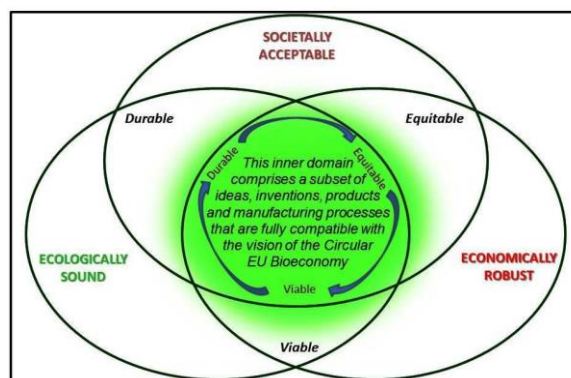 SOCIETALLY
ACCEPTABLE
Durable
Equitable
Durable
Equitable
This inner domain
comprises a subset of
ideas, inventions, products
and manufacturing processes
that are fully compatible with
the vision of the Circular
EU Bioeconomy
ECOLOGICALLY
SOUND
ECONOMICALLY
ROBUST
Viable
Viable